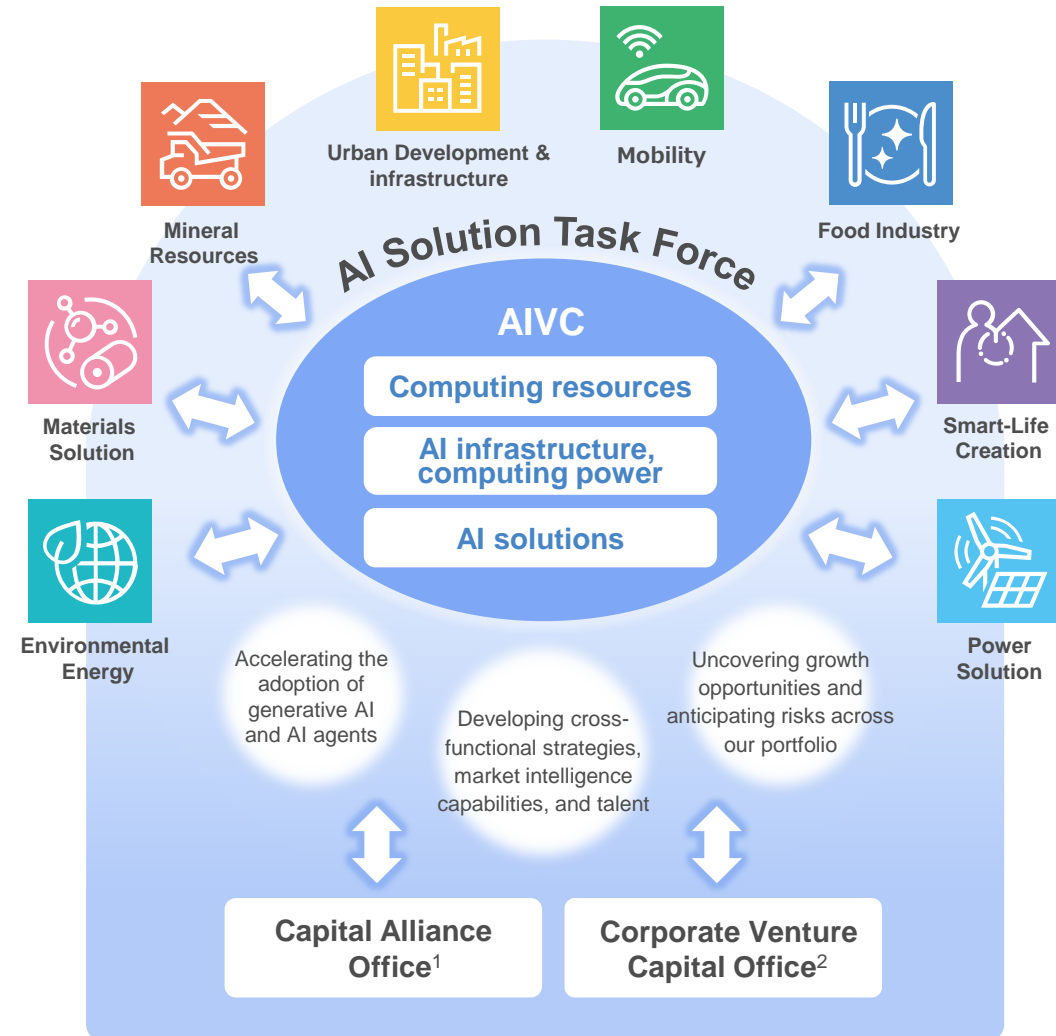 Urban Development &
infrastructure
Mobility
Mineral
Resources
Food Industry
AI Solution Task Force
AIVC
Computing resources
AI infrastructure,
computing power
AI solutions
Materials
Solution
Smart-Life
Creation
Environmental
Energy
Power
Solution
Accelerating the
adoption of
generative AI
and AI agents
Developing cross-
functional strategies,
market intelligence
capabilities, and talent
Uncovering growth
opportunities and
anticipating risks across
our portfolio
Capital Alliance
Office1
Corporate Venture
Capital Office2